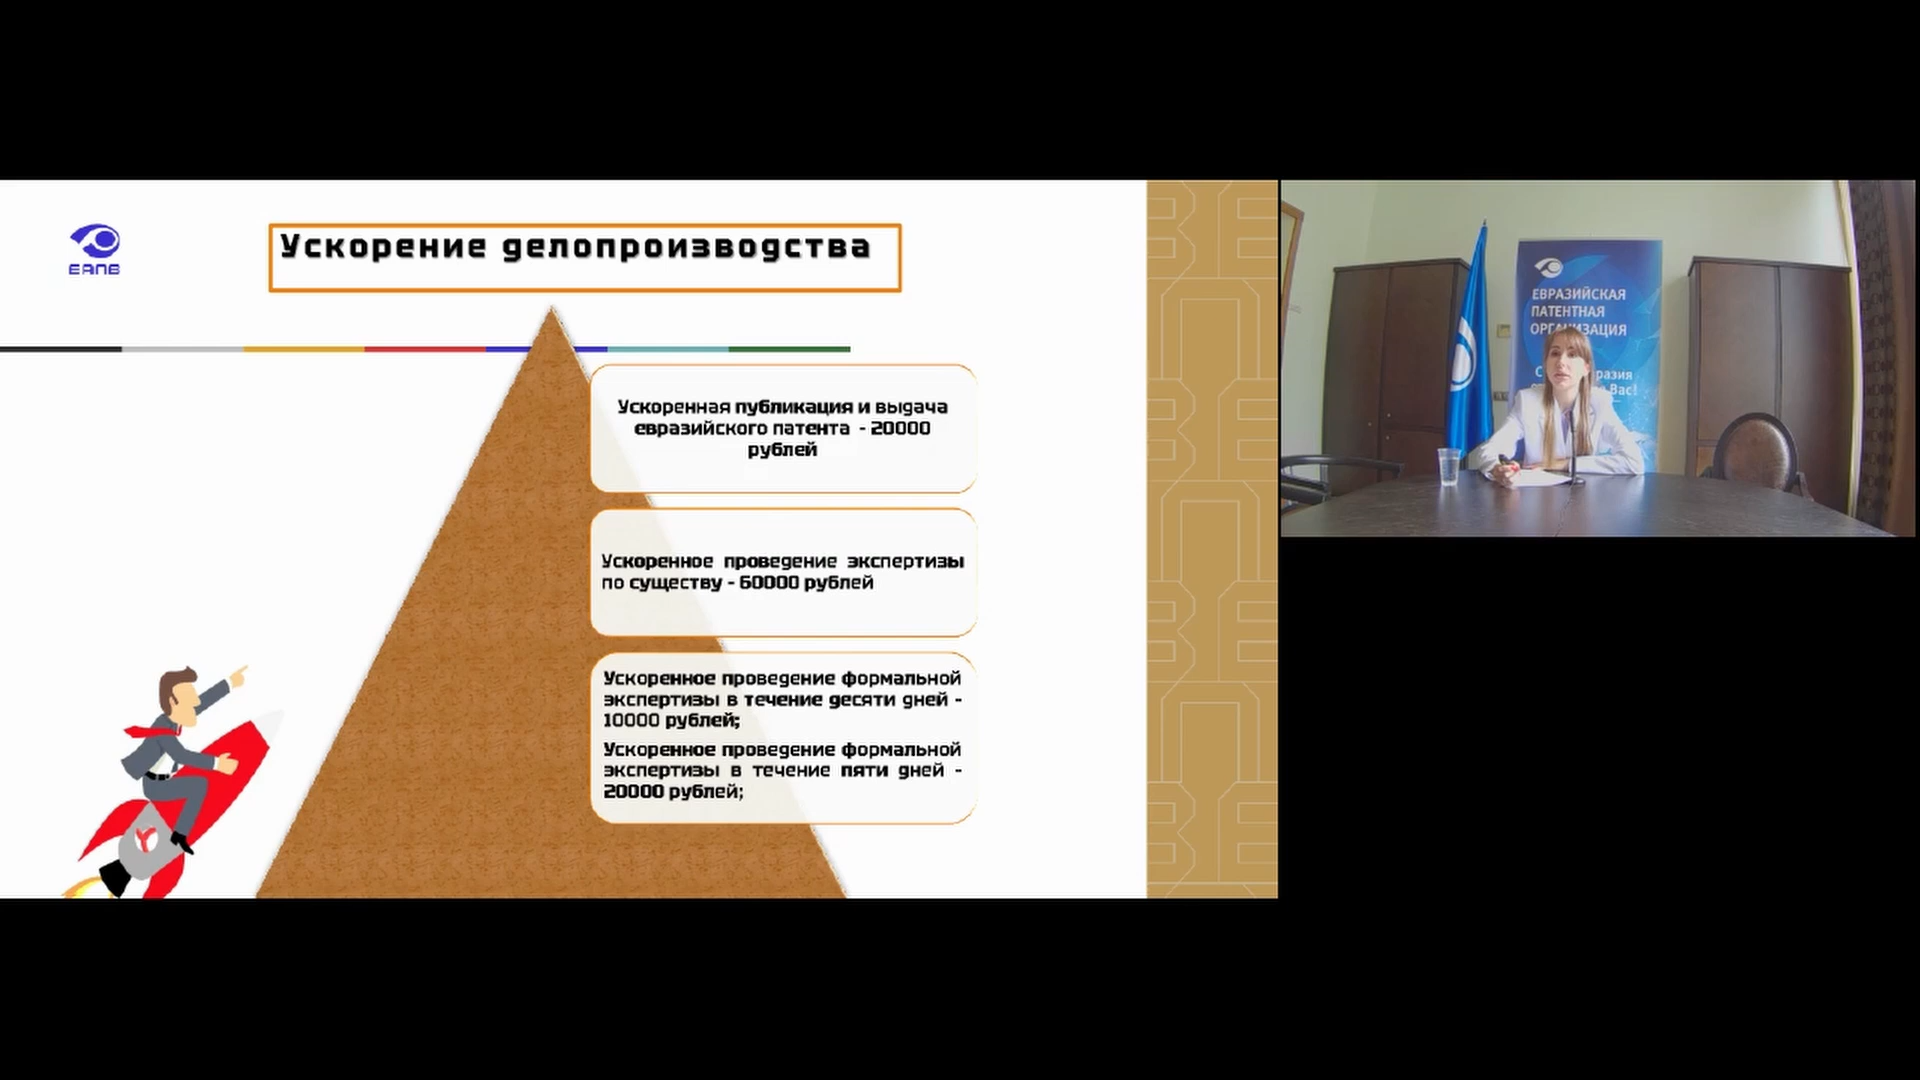 ЕАПВ
Ускорение делопроизводства
Ускоренная публикация и выдача
евразийского патента - 20000
рублей
Ускоренное проведение экспертизы
по существу - 60000 рублей
Ускоренное проведение формальной
экспертизы в течение десяти дней -
10000 рублей;
Ускоренное проведение формальной
экспертизы в течение пяти дней -
20000 рублей;
ЕВРАЗИЙСКАЯ
ПАТЕНТНАЯ
ОРГАНИЗАЦИЯ
Вас!